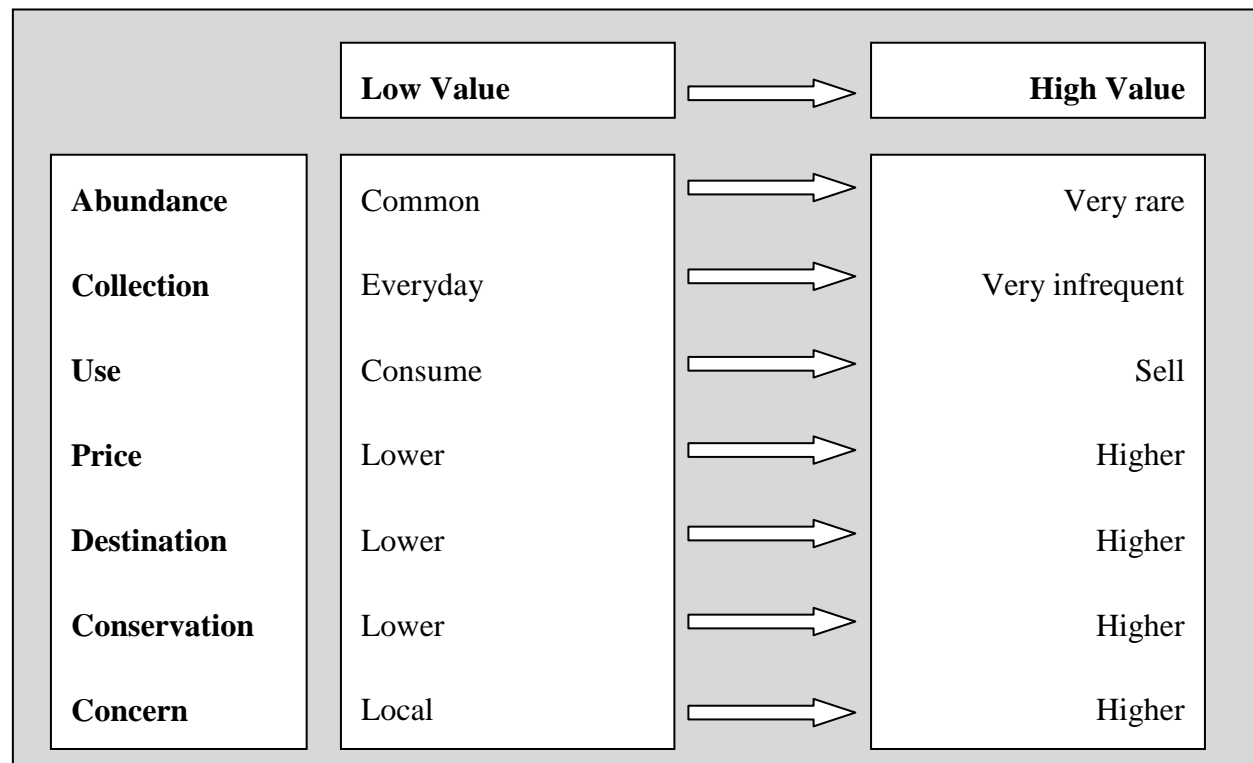 Low Value High Value
Abundance Common Very rare
Collection Everyday Very infrequent
Use Consume Sell
Price Lower Higher
Destination Lower Higher
Conservation Lower Higher
Concern Local Higher